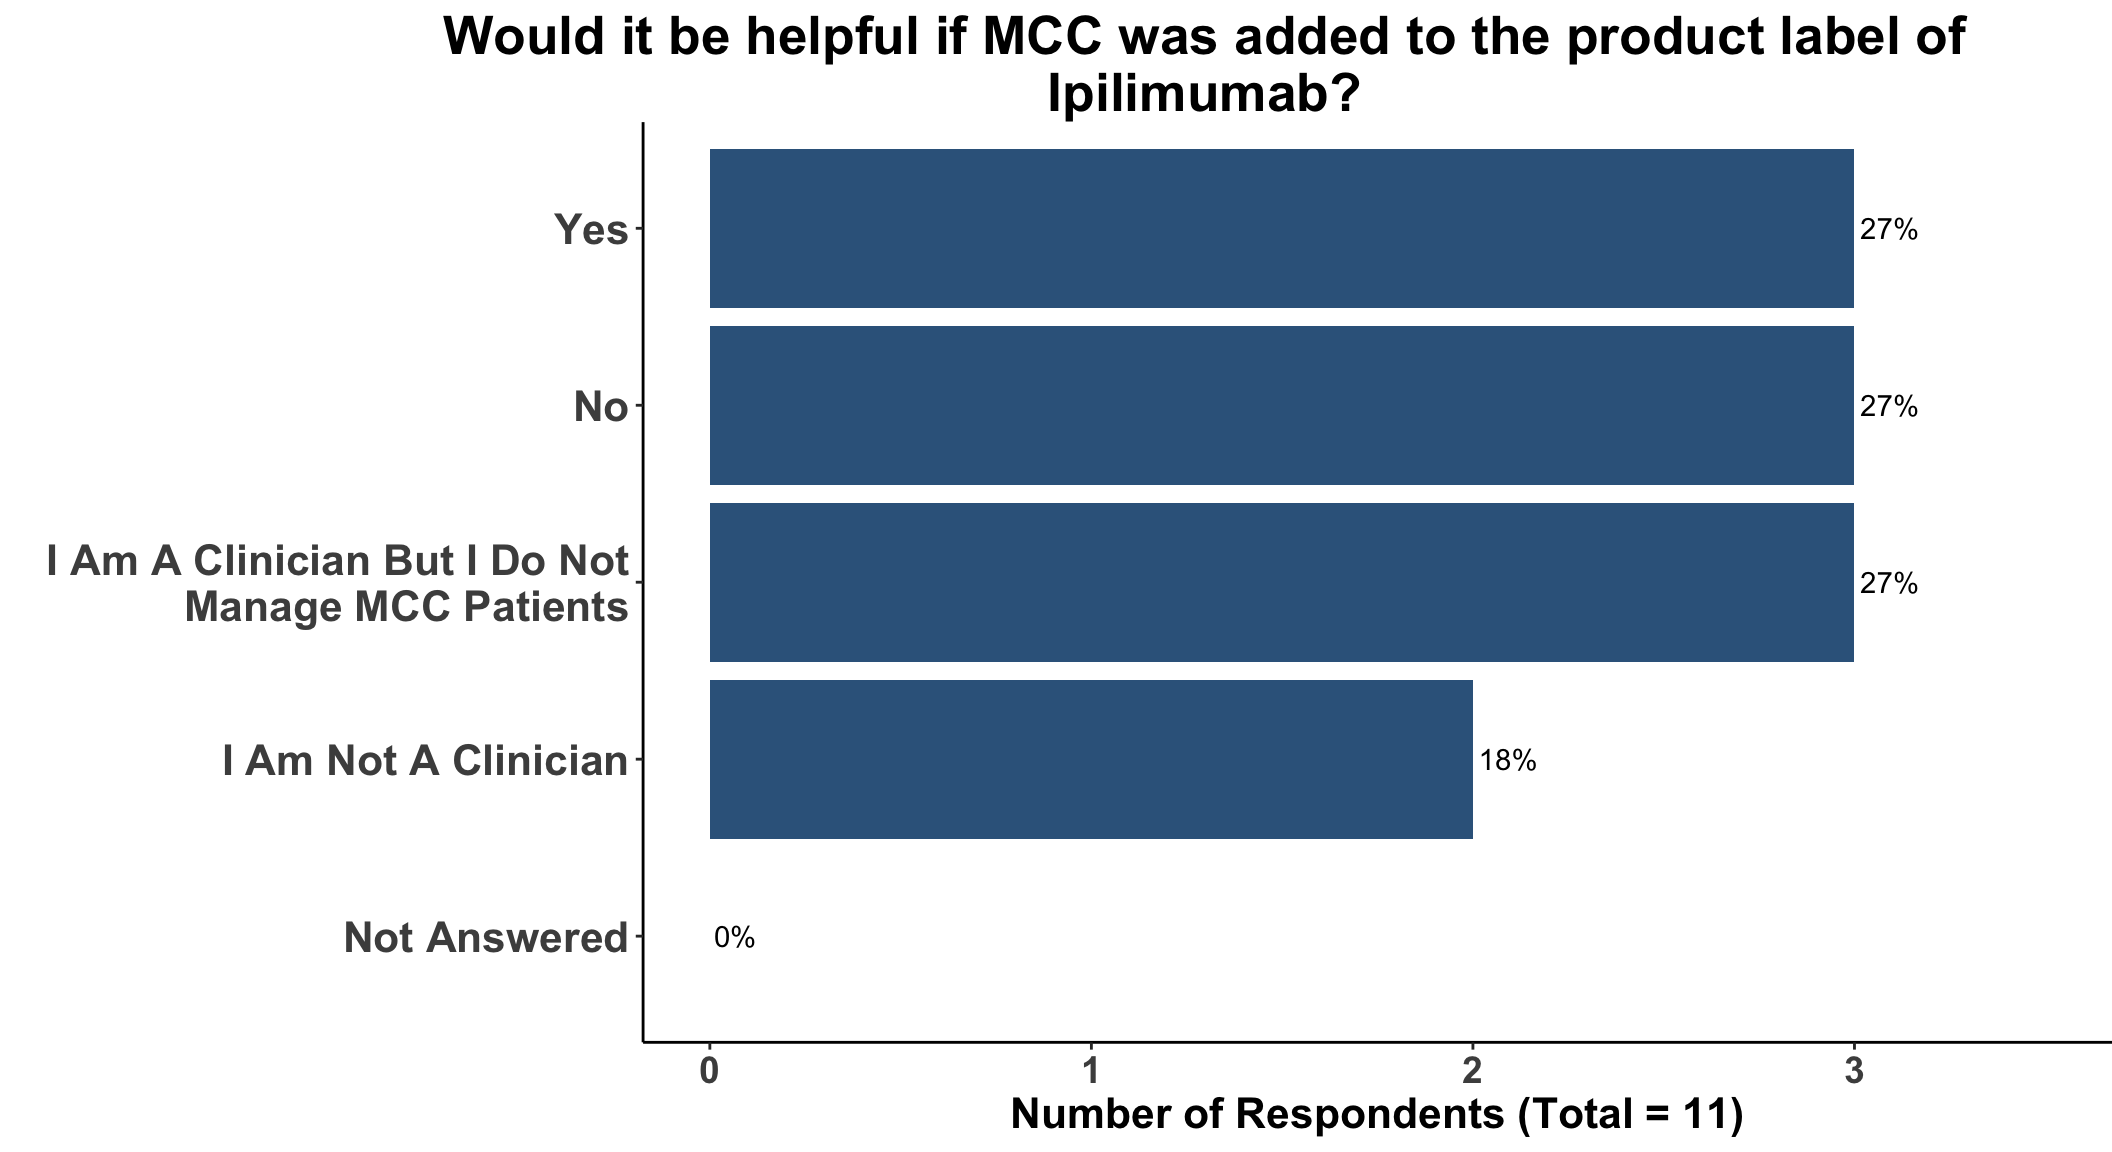 Would it be helpful if MCC was added to the product label of
Ipilimumab?
Yes
27%
No
27%
I Am A Clinician But I Do Not
Manage MCC Patients
27%
I Am Not A Clinician
18%
Not Answered
0%
0 1 2 3
Number of Respondents (Total = 11)